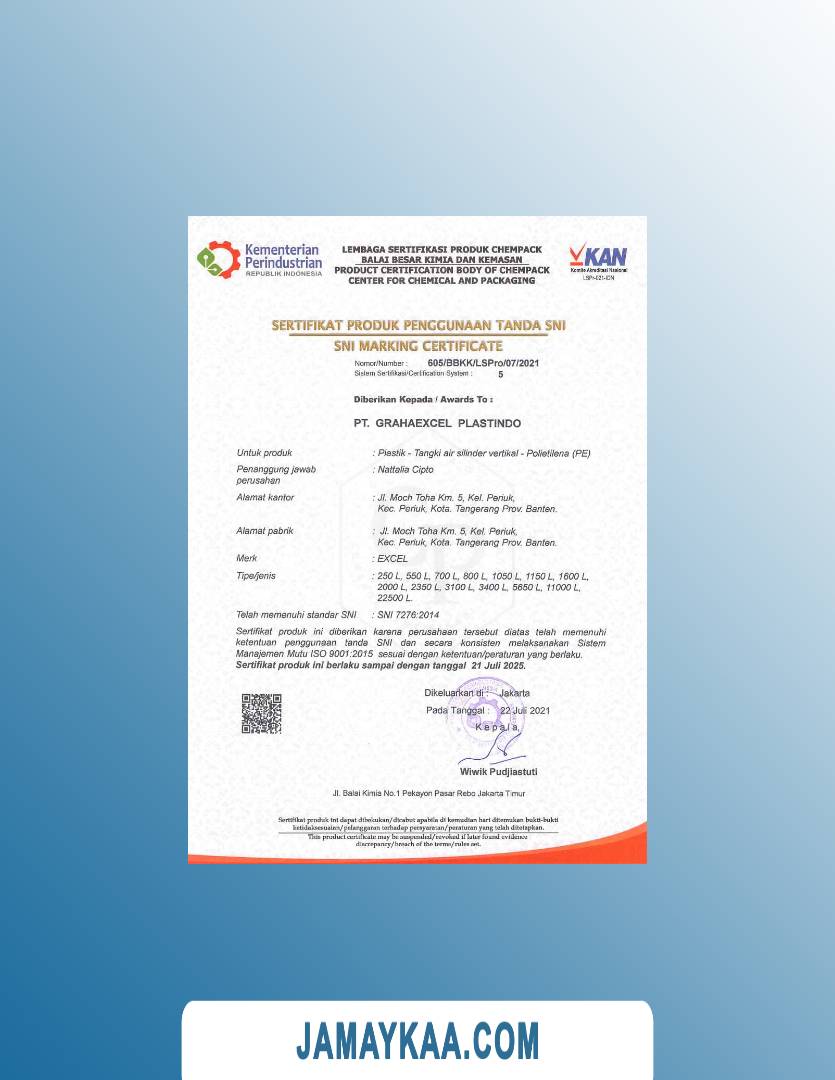 Kementerian
Perindustrian
REPUBLIK INDONESIA
LEMBAGA SERTIFIKASI PRODUK CHEMPACK
BALAI BESAR KIMIA DAN KEMASAN
PRODUCT CERTIFICATION BODY OF CHEMPACK
CENTER FOR CHEMICAL AND PACKAGING
KAN
Komite Akreditasi Nasional
LSPr-021-IDN
SERTIFIKAT PRODUK PENGGUNAAN TANDA SNI
SNI MARKING CERTIFICATE
Nomor/Number : 605/BBKK/LSPro/07/2021
Sistem Sertifikasi/Certification System : 5
Diberikan Kepada / Awards To :
PT. GRAHAEXCEL PLASTINDO
Untuk produk : Plastik - Tangki air silinder vertikal - Polietilena (PE)
Penanggung jawab : Nattalia Cipto
perusahan
Alamat kantor : Jl. Moch Toha Km. 5, Kel. Periuk,
Kec. Periuk, Kota. Tangerang Prov. Banten.
Alamat pabrik : Jl. Moch Toha Km. 5, Kel. Periuk,
Kec. Periuk, Kota. Tangerang Prov. Banten.
Merk : EXCEL
Tipe/jenis : 250 L, 550 L, 700 L, 800 L, 1050 L, 1150 L, 1600 L,
2000 L, 2350 L, 3100 L, 3400 L, 5650 L, 11000 L,
22500 L.
Telah memenuhi standar SNI : SNI 7276:2014
Sertifikat produk ini diberikan karena perusahaan tersebut diatas telah memenuhi
ketentuan penggunaan tanda SNI dan secara konsisten melaksanakan Sistem
Manajemen Mutu ISO 9001:2015 sesuai dengan ketentuan/peraturan yang berlaku.
Sertifikat produk ini berlaku sampai dengan tanggal 21 Juli 2025.
Dikeluarkan di : Jakarta
Pada Tanggal : 22 Juli 2021
K e p a l a,
Wiwik Pudjiastuti
Jl. Balai Kimia No.1 Pekayon Pasar Rebo Jakarta Timur
Sertifikat produk ini dapat dibekukan/dicabut apabila di kemudian hari ditemukan bukti-bukti
ketidaksesuaian/pelanggaran terhadap persyaratan/peraturan yang telah ditetapkan.
This product certificate may be suspended/revoked if later found evidence
discrepancy/breach of the terms/rules set.
JAMAYKAA.COM